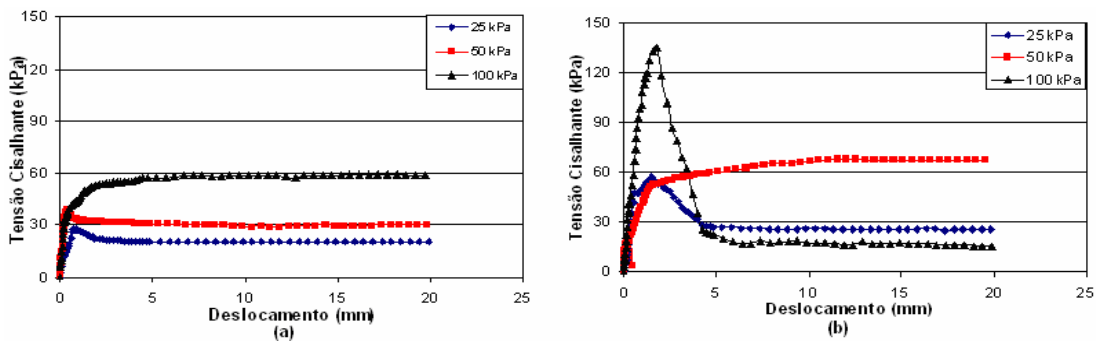 Tensão Cisalhante (kPa)
150
120
90
60
30
0
25 kPa
50 kPa
100 kPa
0 5 10 15 20 25
Deslocamento (mm)
(a)
Tensão Cisalhante (kPa)
150
120
90
60
30
0
25 kPa
50 kPa
100 kPa
0 5 10 15 20 25
Deslocamento (mm)
(b)